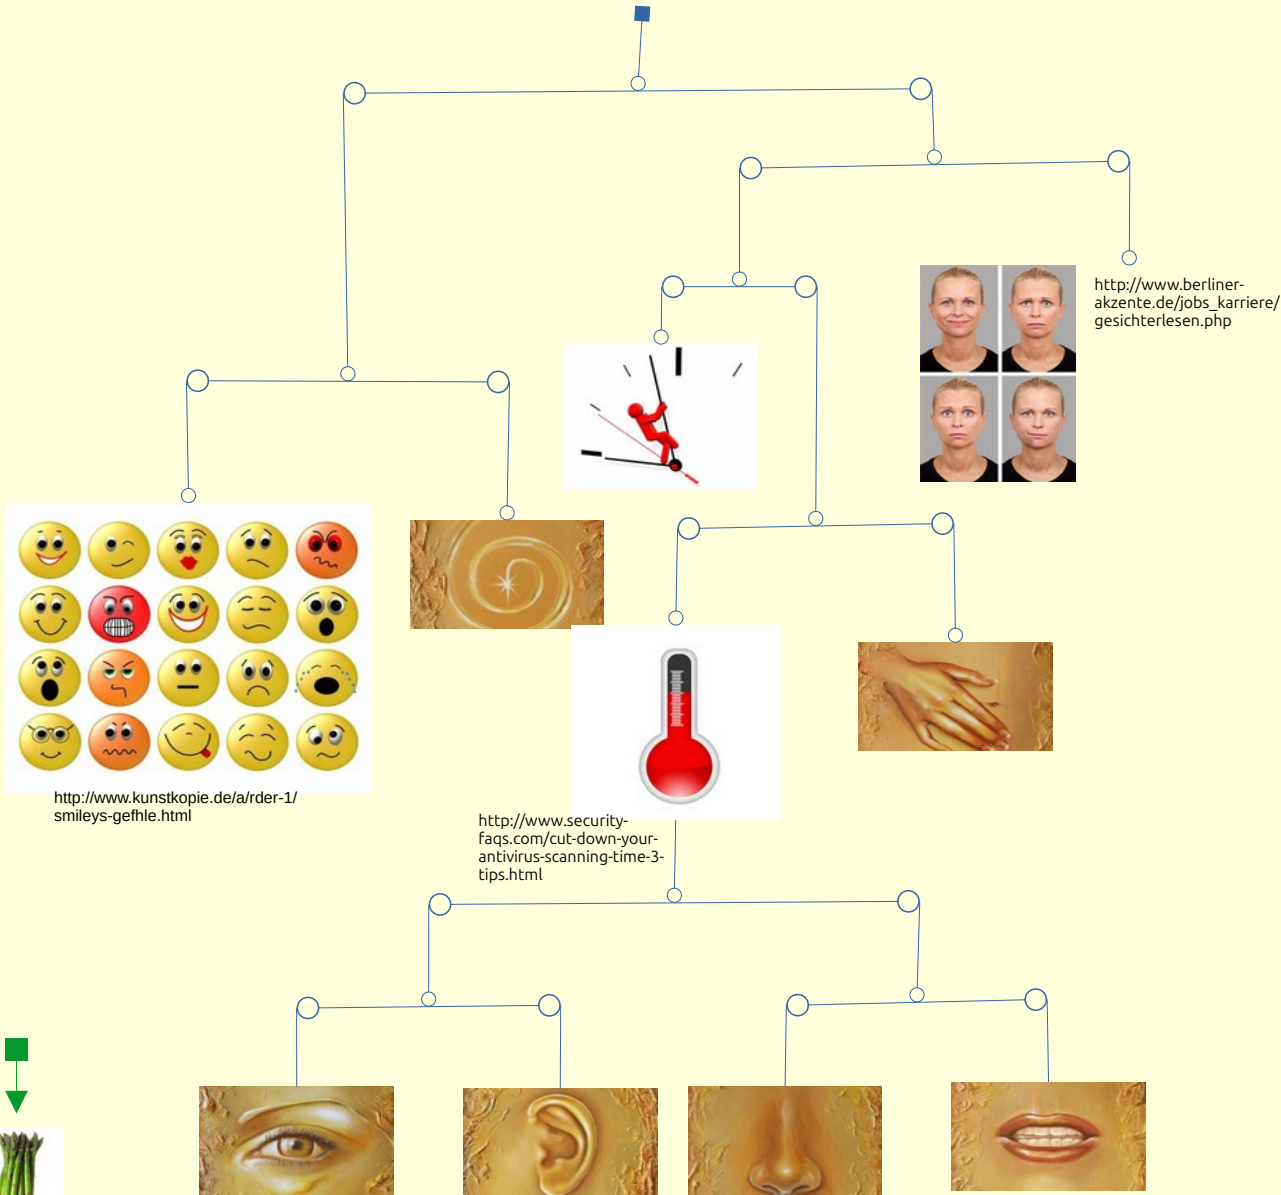 http://www.berliner-
akzente.de/jobs_karriere/
gesichterlesen.php
http://www.kunstkopie.de/a/rder-1/
smileys-gefhle.html
http://www.security-
faqs.com/cut-down-your-
antivirus-scanning-time-3-
tips.html